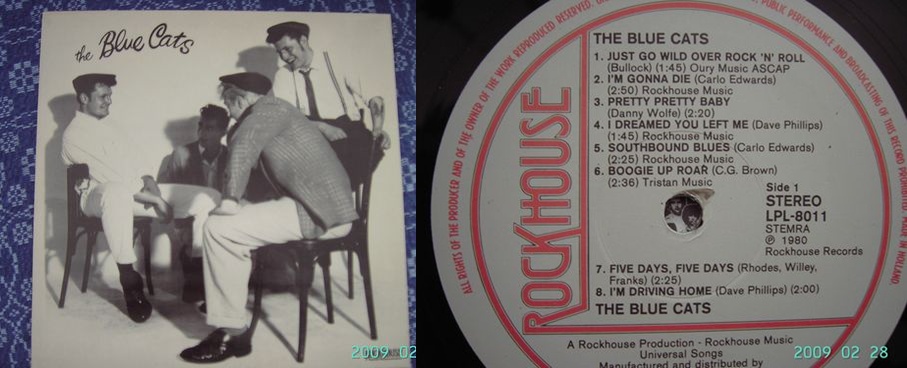 the Blue Cats
2009 02
ALL RIGHTS OF THE PRODUCER AND OF THE OWNER OF THE WORK REPRODUCED RESERVED.
PUBLIC PERFORMANCE AND BROADCASTING OF THIS RECORD PROHIBITED. MADE IN HOLLAND.
ROCKHOUSE
THE BLUE CATS
1. JUST GO WILD OVER ROCK 'N' ROLL
(Bullock) (1:45) Oury Music ASCAP
2. I'M GONNA DIE (Carlo Edwards)
(2:50) Rockhouse Music
3. PRETTY PRETTY BABY
(Danny Wolfe) (2:20)
4. I DREAMED YOU LEFT ME (Dave Phillips)
(1:45) Rockhouse Music
5. SOUTHBOUND BLUES (Carlo Edwards)
(2:25) Rockhouse Music
6. BOOGIE UP ROAR (C.G. Brown)
(2:36) Tristan Music
Side 1
STEREO
LPL-8011
STEMRA
℗ 1980
Rockhouse Records
7. FIVE DAYS, FIVE DAYS (Rhodes, Willey,
Franks) (2:25)
8. I'M DRIVING HOME (Dave Phillips) (2:00)
THE BLUE CATS
A Rockhouse Production - Rockhouse Music
Universal Songs
Manufactured and distributed by
2009 02 28